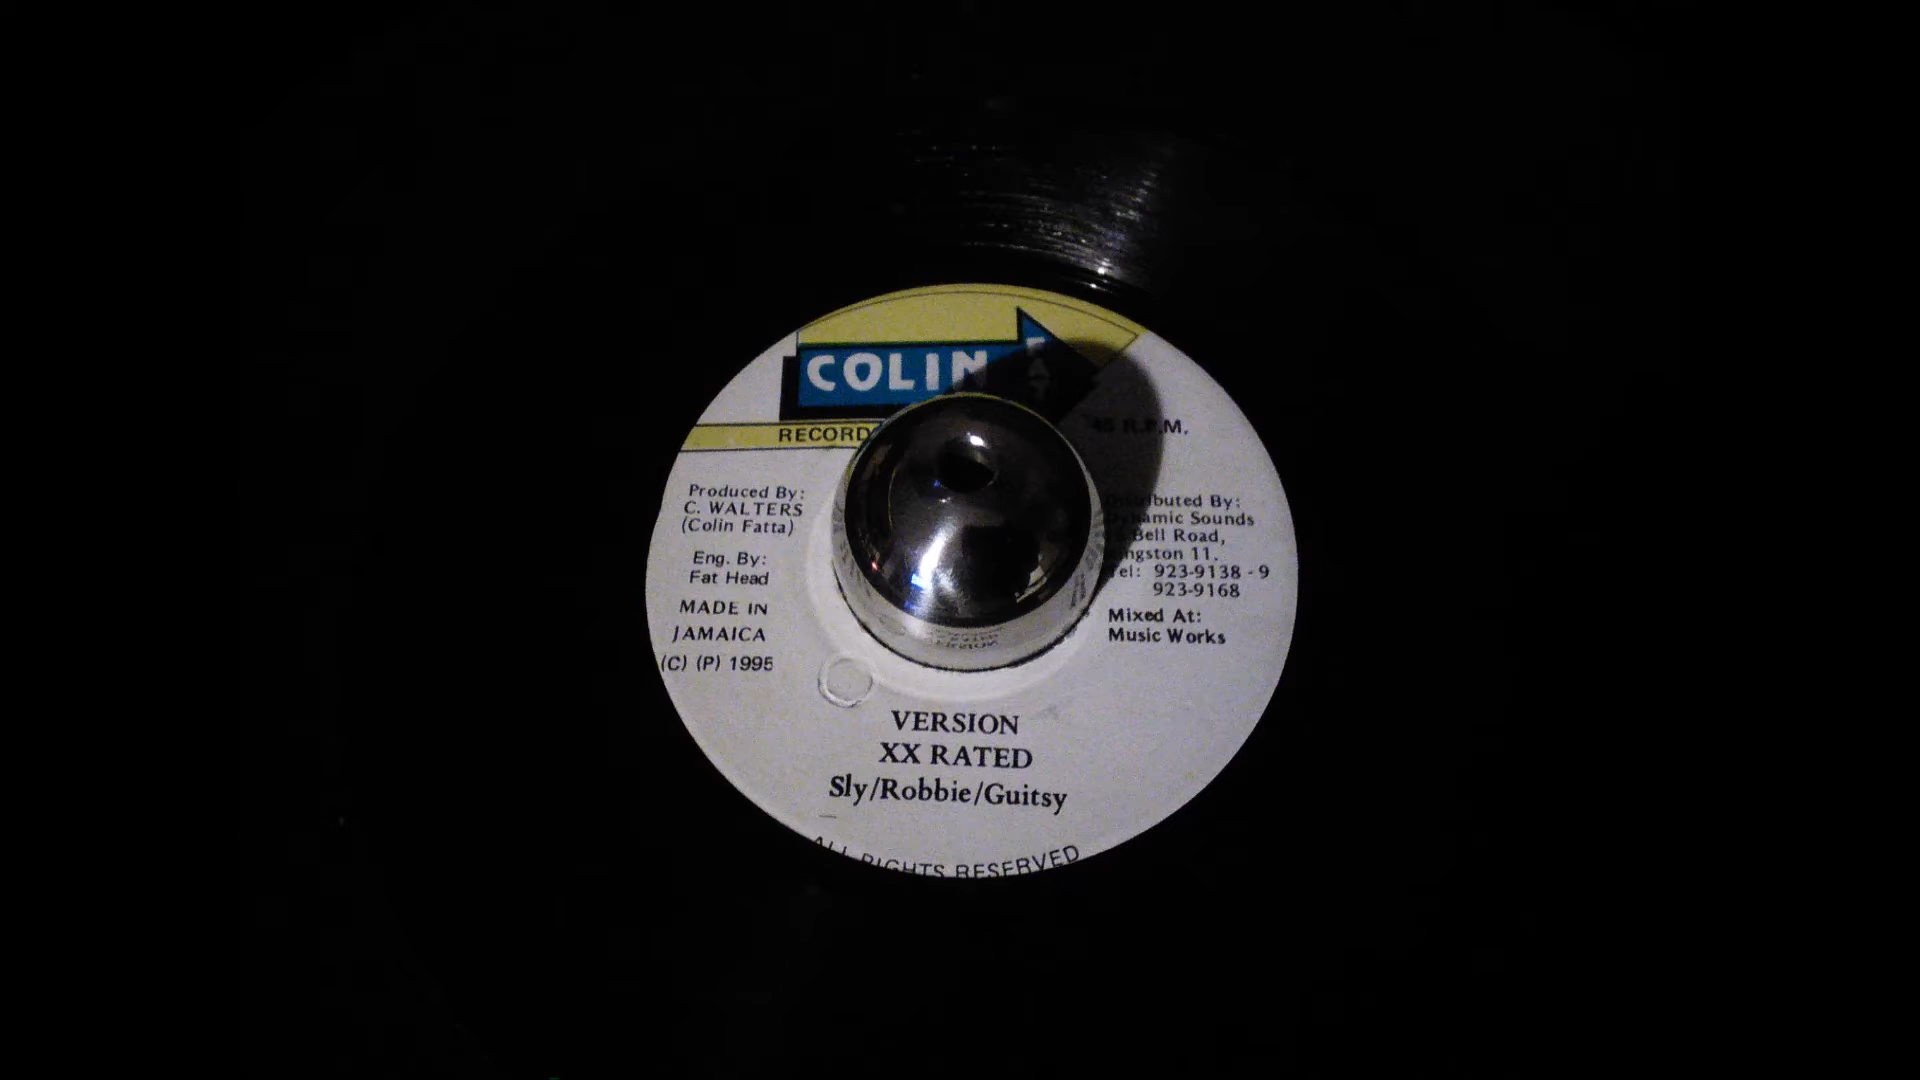 COLIN
FAT
RECORD
45 R.P.M.
Produced By:
C. WALTERS
(Colin Fatta)
Eng. By:
Fat Head
MADE IN
JAMAICA
(C) (P) 1995
Distributed By:
Dynamic Sounds
Bell Road,
Kingston 11.
Tel: 923-9138 - 9
923-9168
Mixed At:
Music Works
VERSION
XX RATED
Sly/Robbie/Guitsy
ALL RIGHTS RESERVED